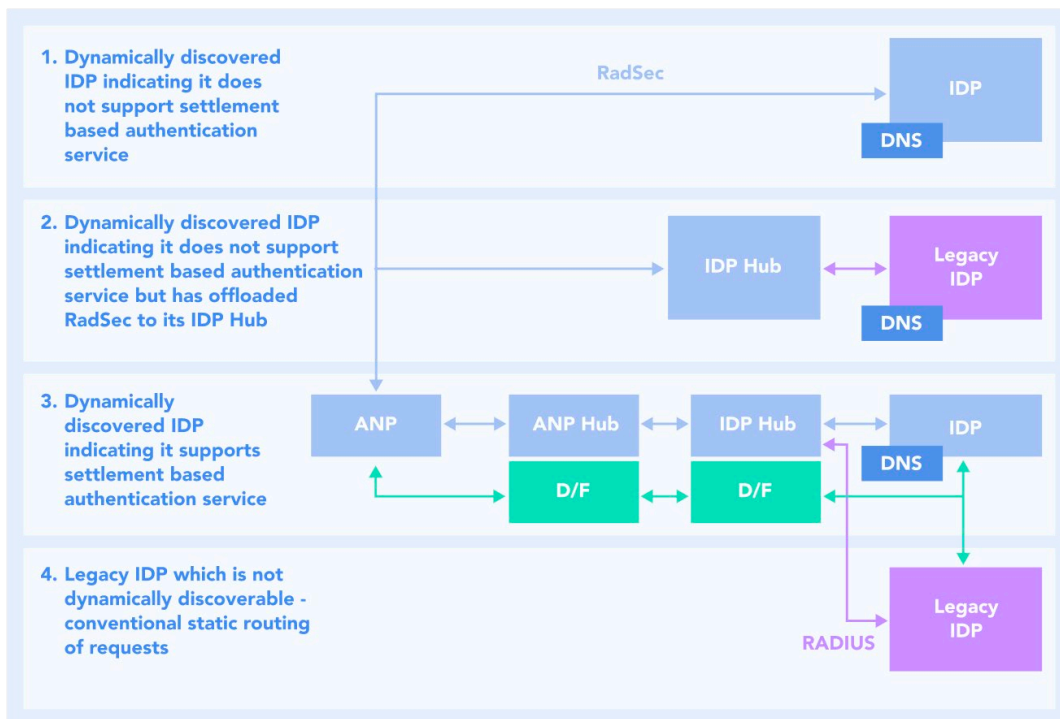 1. Dynamically discovered
IDP indicating it does
not support settlement
based authentication
service
RadSec
IDP
DNS
2. Dynamically discovered IDP
indicating it does not support
settlement based authentication
service but has offloaded
RadSec to its IDP Hub
IDP Hub
Legacy
IDP
DNS
3. Dynamically
discovered IDP
indicating it supports
settlement based
authentication service
ANP
ANP Hub
IDP Hub
IDP
DNS
D/F
D/F
4. Legacy IDP which is not
dynamically discoverable -
conventional static routing
of requests
RADIUS
Legacy
IDP